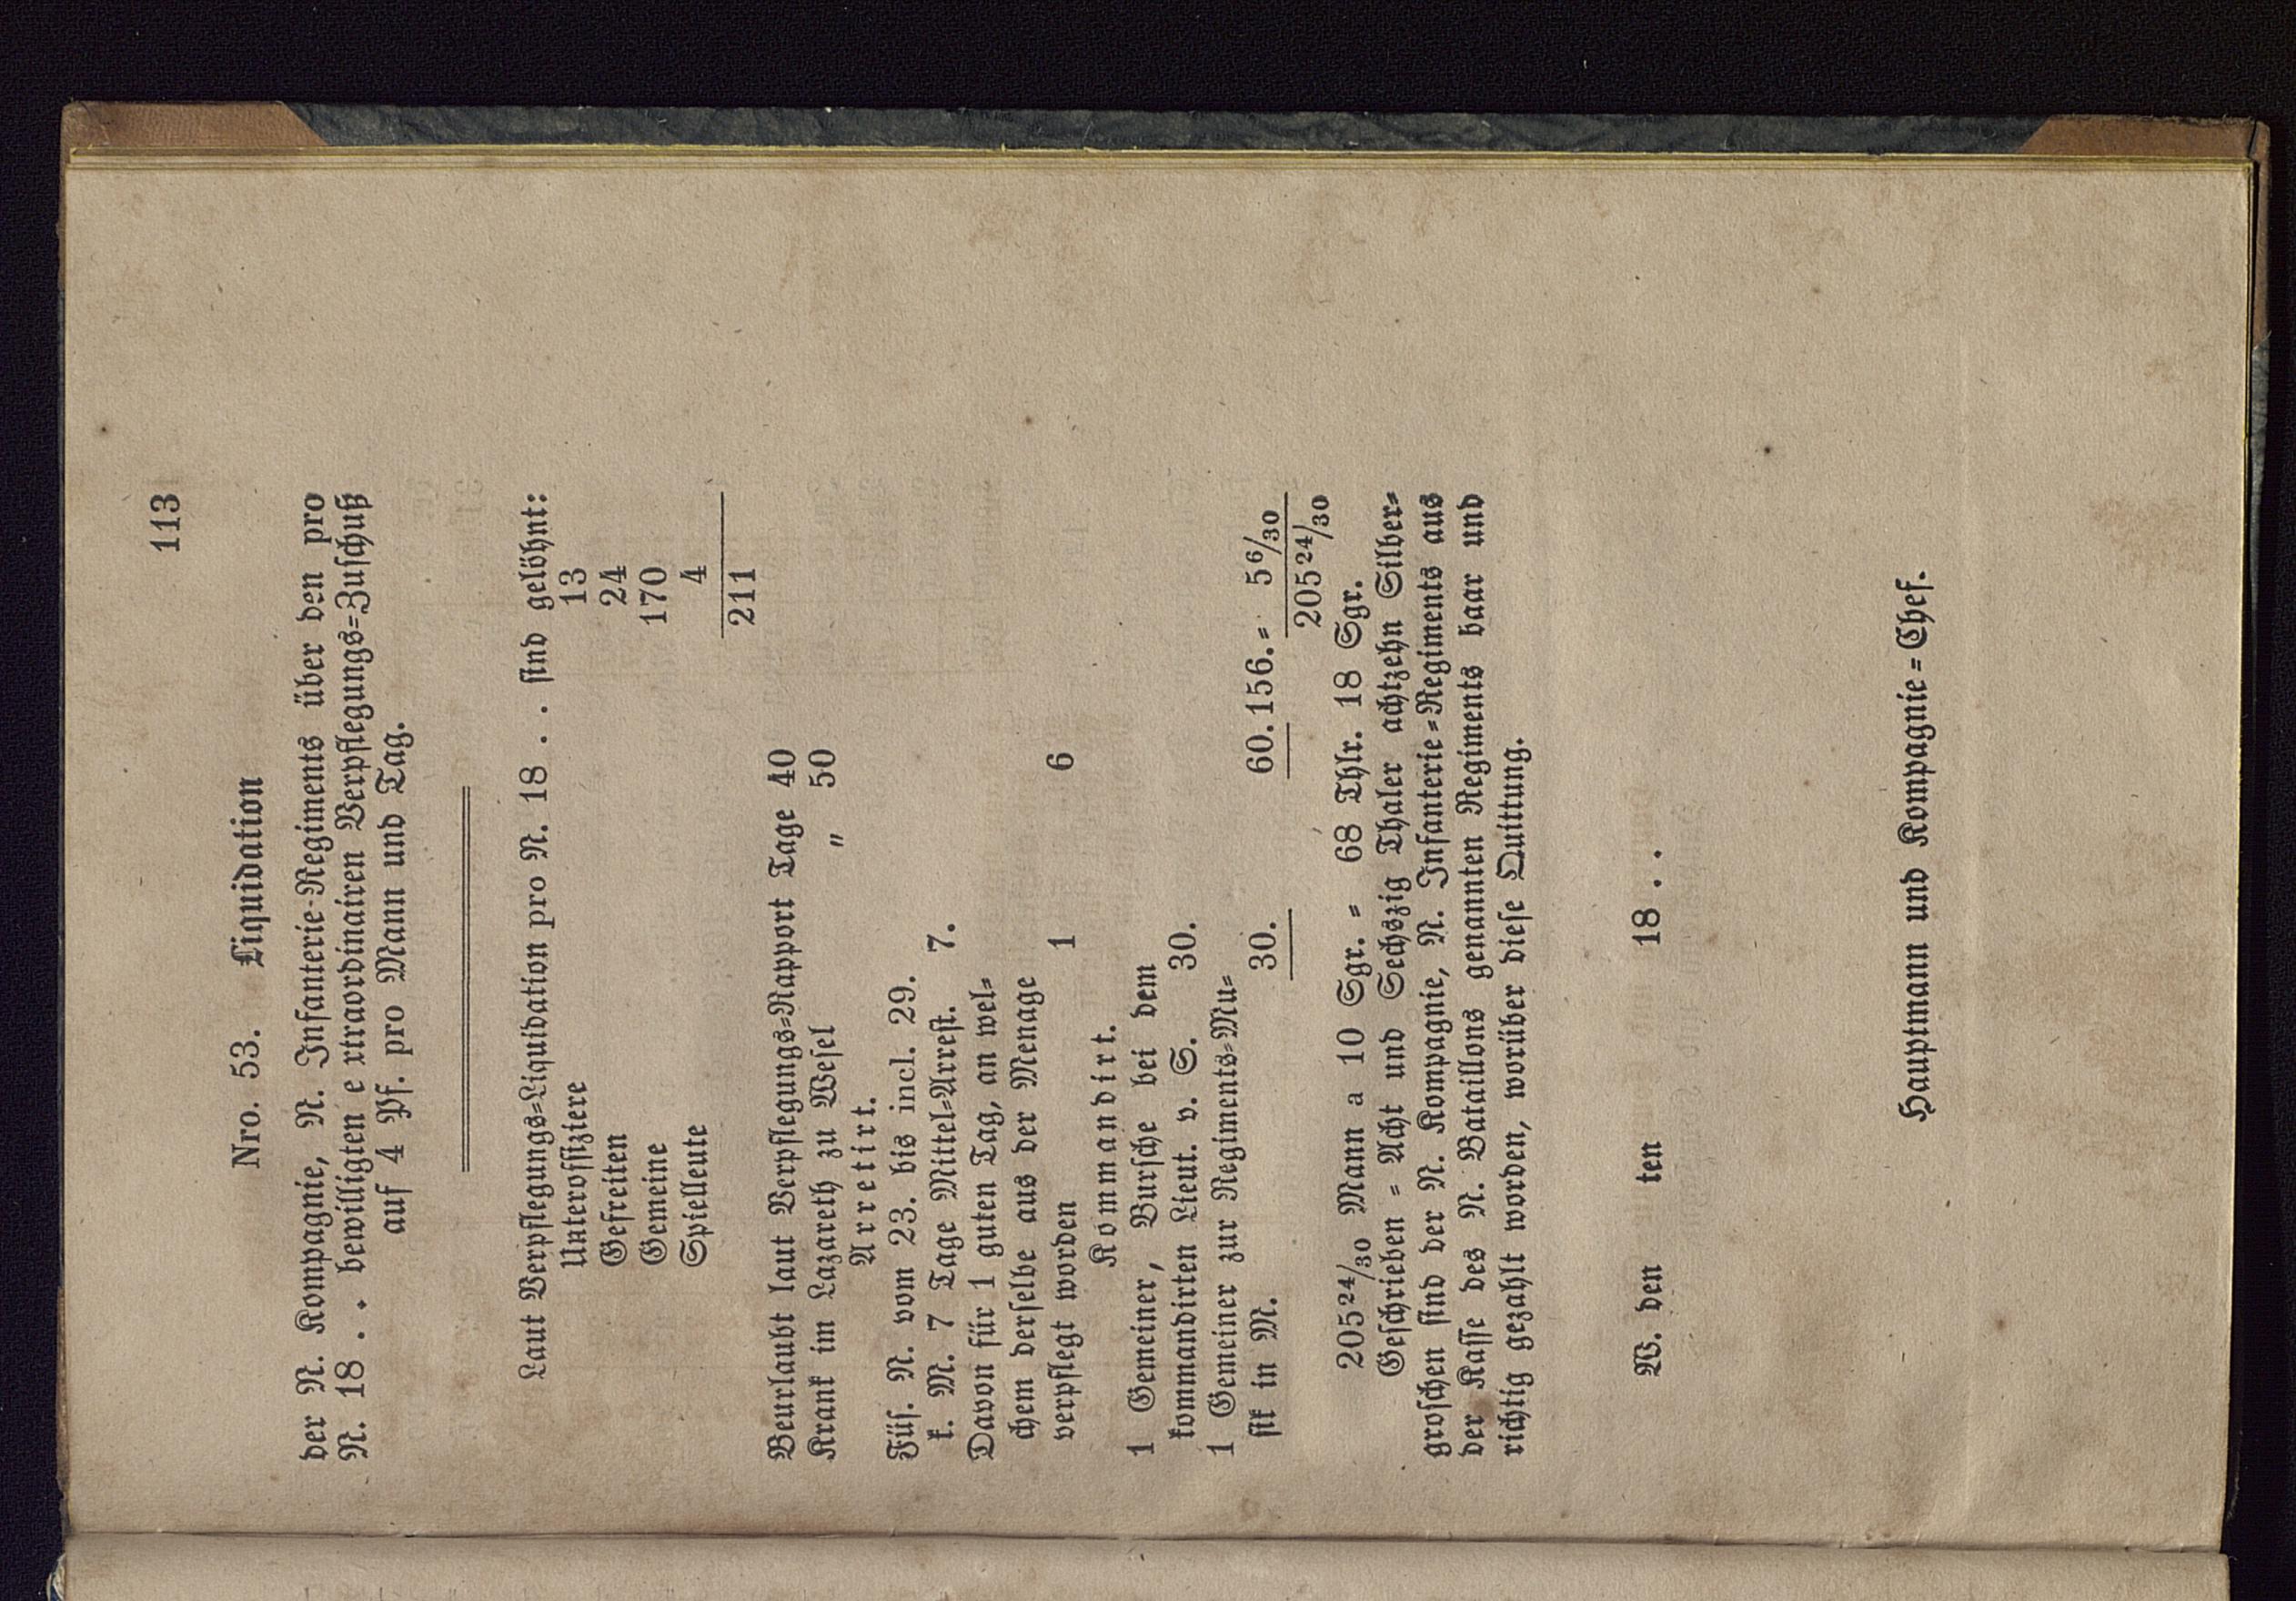 113
Nro. 53. Liquidation
der N. Kompagnie, N. Infanterie-Regiments über den pro
N. 18 . . bewilligten e xtraordinairen Verpflegungs=Zuschuß
auf 4 Pf. pro Mann und Tag.
Laut Verpflegungs=Liquidation pro N. 18 . . sind gelöhnt:
Unteroffiziere 13
Gefreiten 24
Gemeine 170
Spielleute 4
211
Beurlaubt laut Verpflegungs=Rapport Tage 40
Krank im Lazareth zu Wesel „ 50
Arretirt.
Füs. N. vom 23. bis incl. 29.
k. M. 7 Tage Mittel=Arrest. 7.
Davon für 1 guten Tag, an wel=
chem derselbe aus der Menage
verpflegt worden 1 6
Kommandirt.
1 Gemeiner, Bursche bei dem
kommandirten Lieut. v. S. 30.
1 Gemeiner zur Regiments=Mu=
sik in M. 30. 60.156.= 5 6/30
205 24/30
205 24/30 Mann a 10 Sgr. = 68 Thlr. 18 Sgr.
Geschrieben = Acht und Sechszig Thaler achtzehn Silber=
groschen sind der N. Kompagnie, N. Infanterie=Regiments aus
der Kasse des N. Bataillons genannten Regiments baar und
richtig gezahlt worden, worüber diese Quittung.
W. den ten 18 . .
Hauptmann und Kompagnie=Chef.